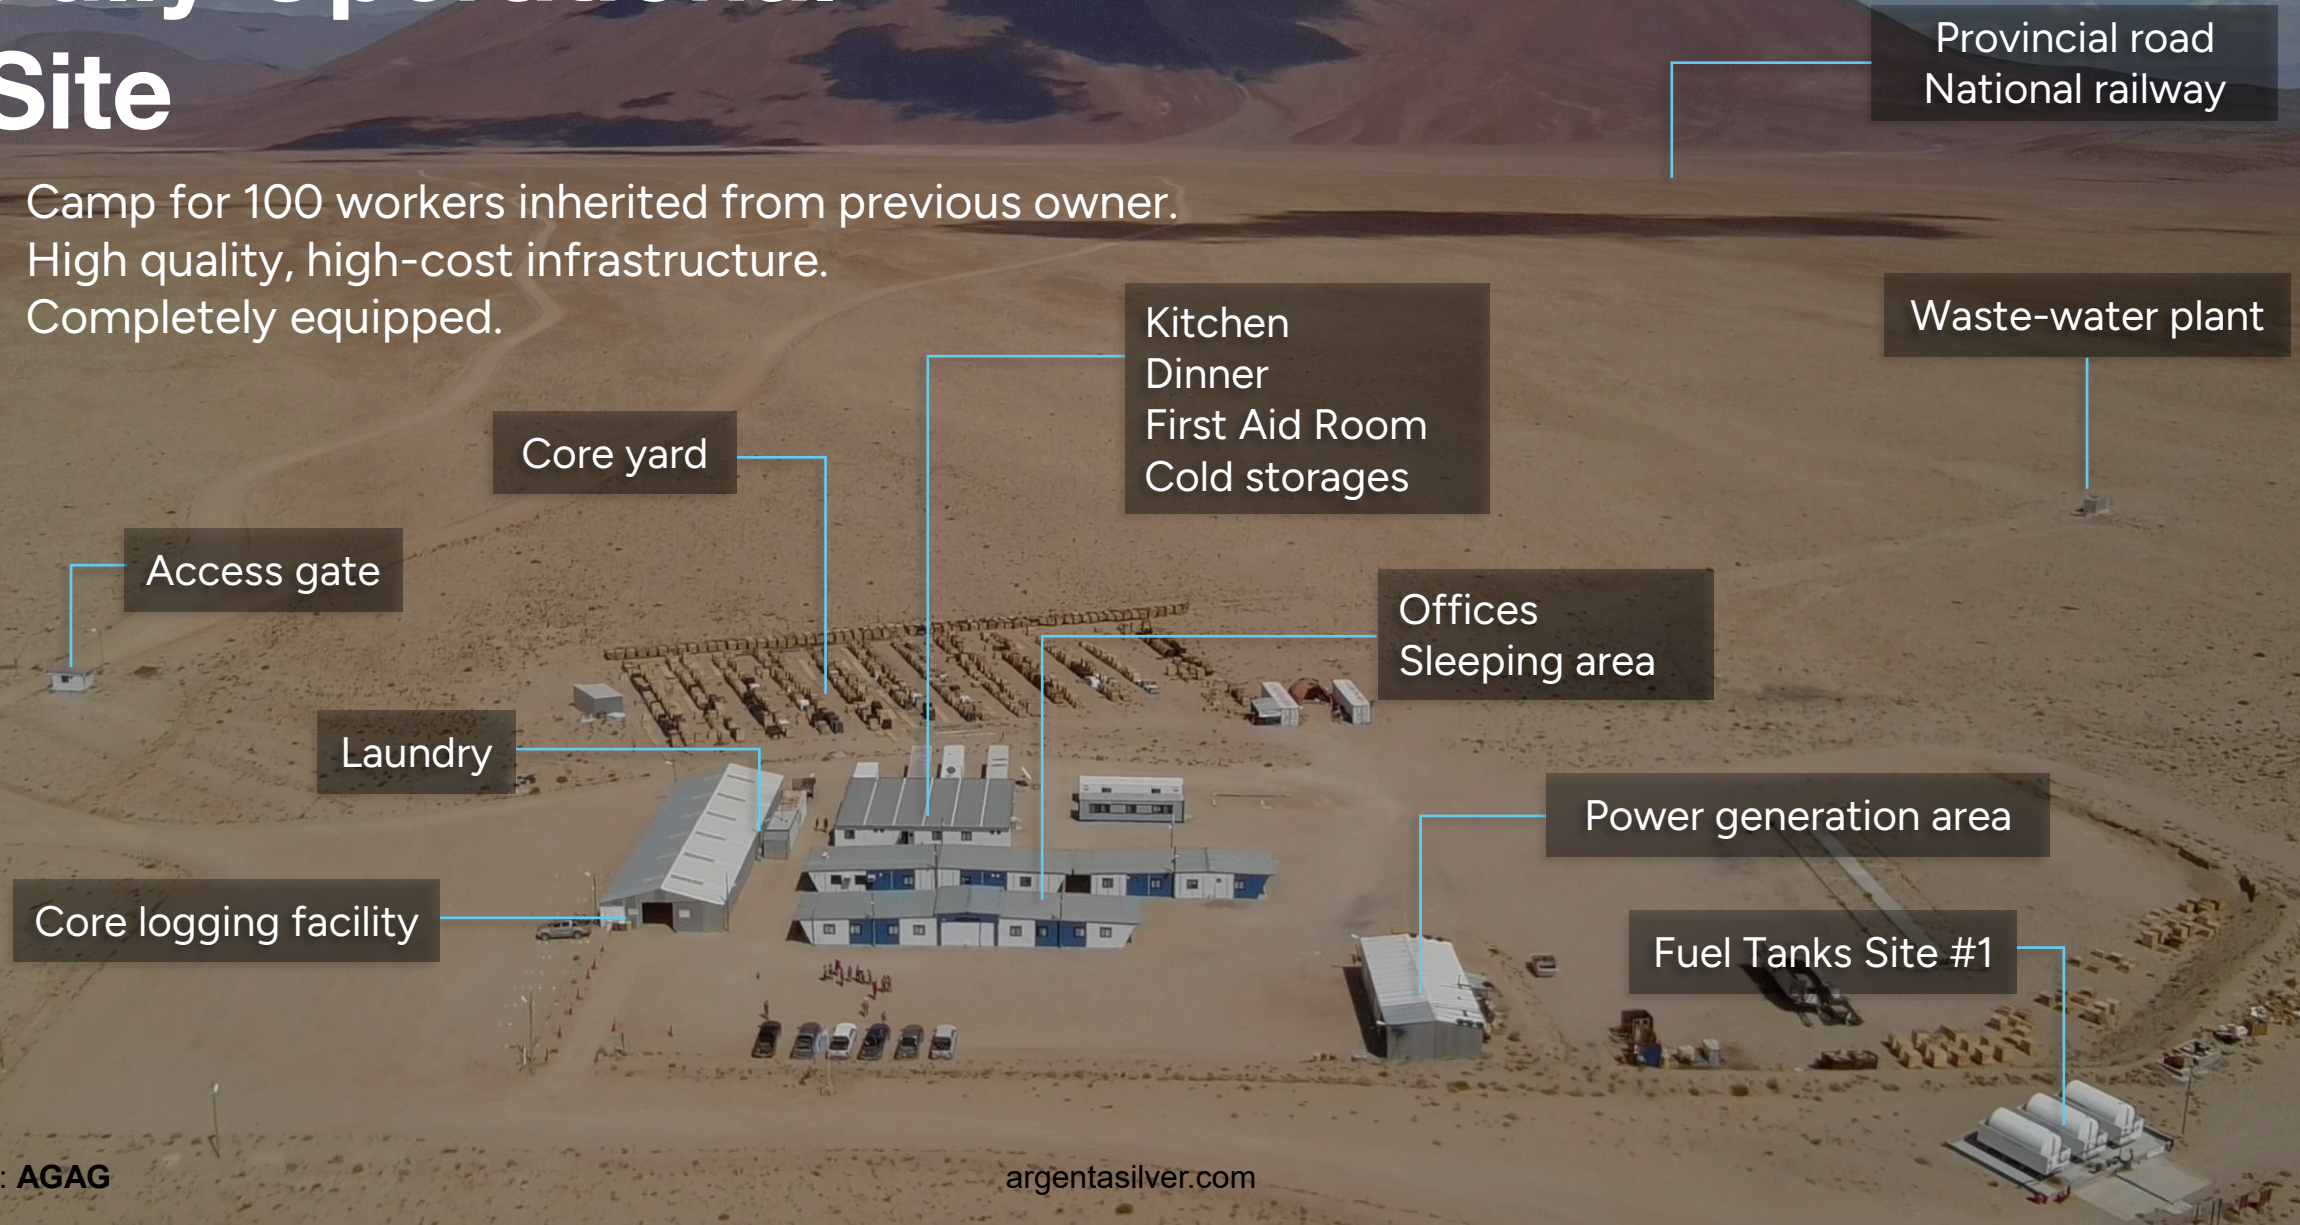 Fully Operational
Site
Camp for 100 workers inherited from previous owner.
High quality, high-cost infrastructure.
Completely equipped.
Provincial road
National railway
Kitchen
Dinner
First Aid Room
Cold storages
Waste-water plant
Core yard
Access gate
Offices
Sleeping area
Laundry
Power generation area
Core logging facility
Fuel Tanks Site #1
: AGAG
argentasilver.com